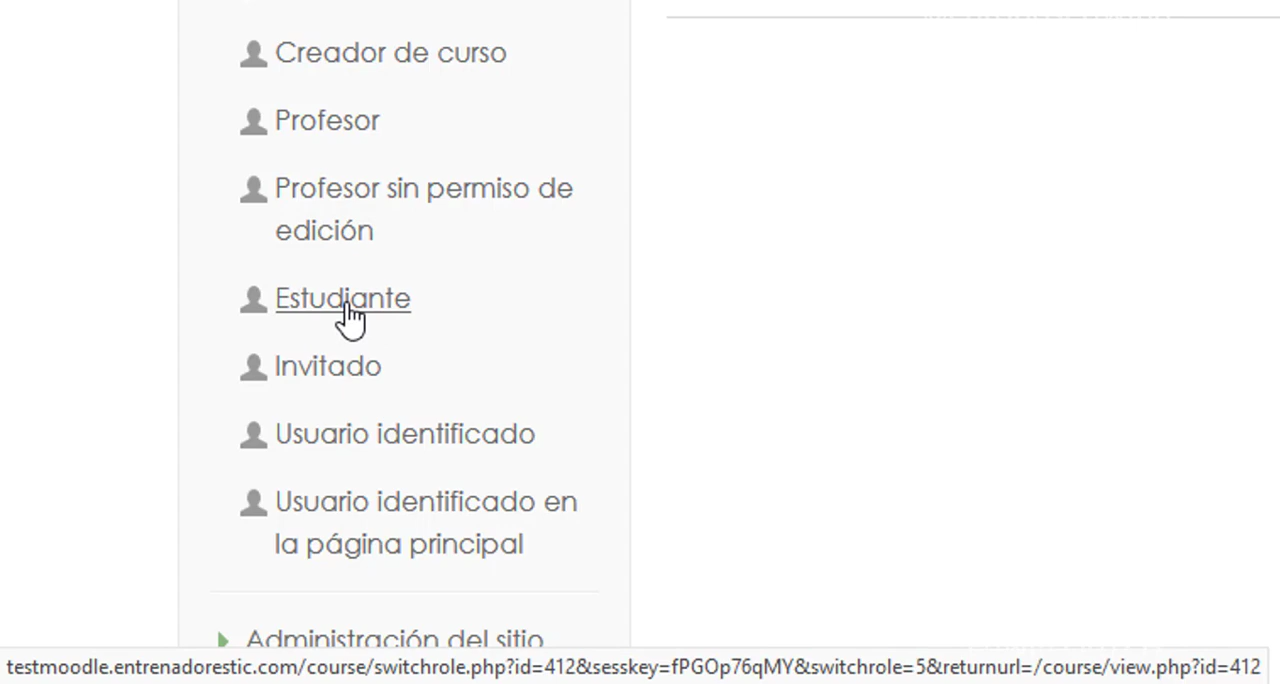 Creador de curso
Profesor
Profesor sin permiso de
edición
Estudiante
Invitado
Usuario identificado
Usuario identificado en
la página principal
Administración del sitio
testmoodle.entrenadorestic.com/course/switchrole.php?id=412&sesskey=fPGOp76qMY&switchrole=5&returnurl=/course/view.php?id=412